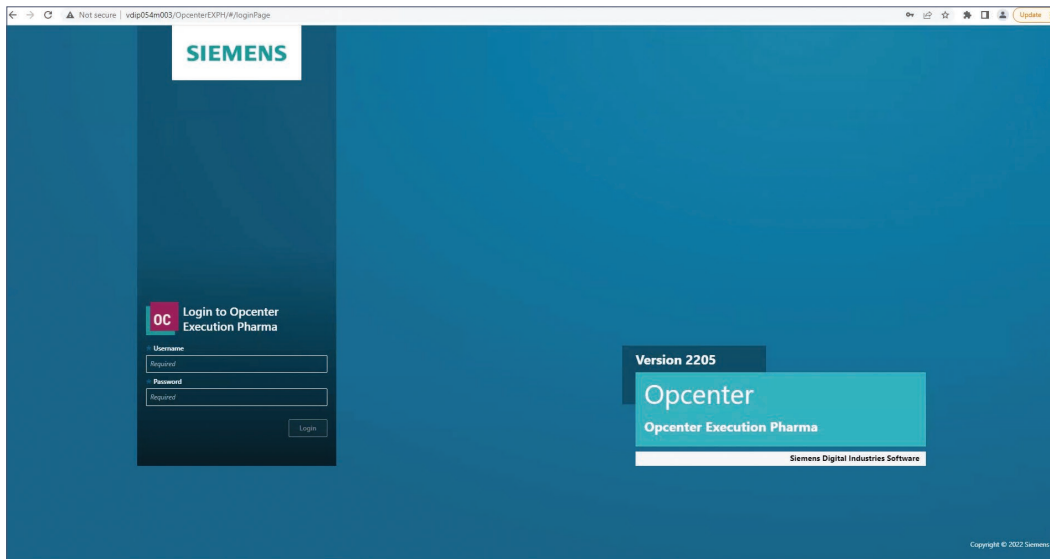 Not secure | vdip054m003/OpcenterEXPH/#/loginPage
Update
SIEMENS
OC
Login to Opcenter
Execution Pharma
Username
Required
Password
Required
Login
Version 2205
Opcenter
Opcenter Execution Pharma
Siemens Digital Industries Software
Copyright © 2022 Siemens